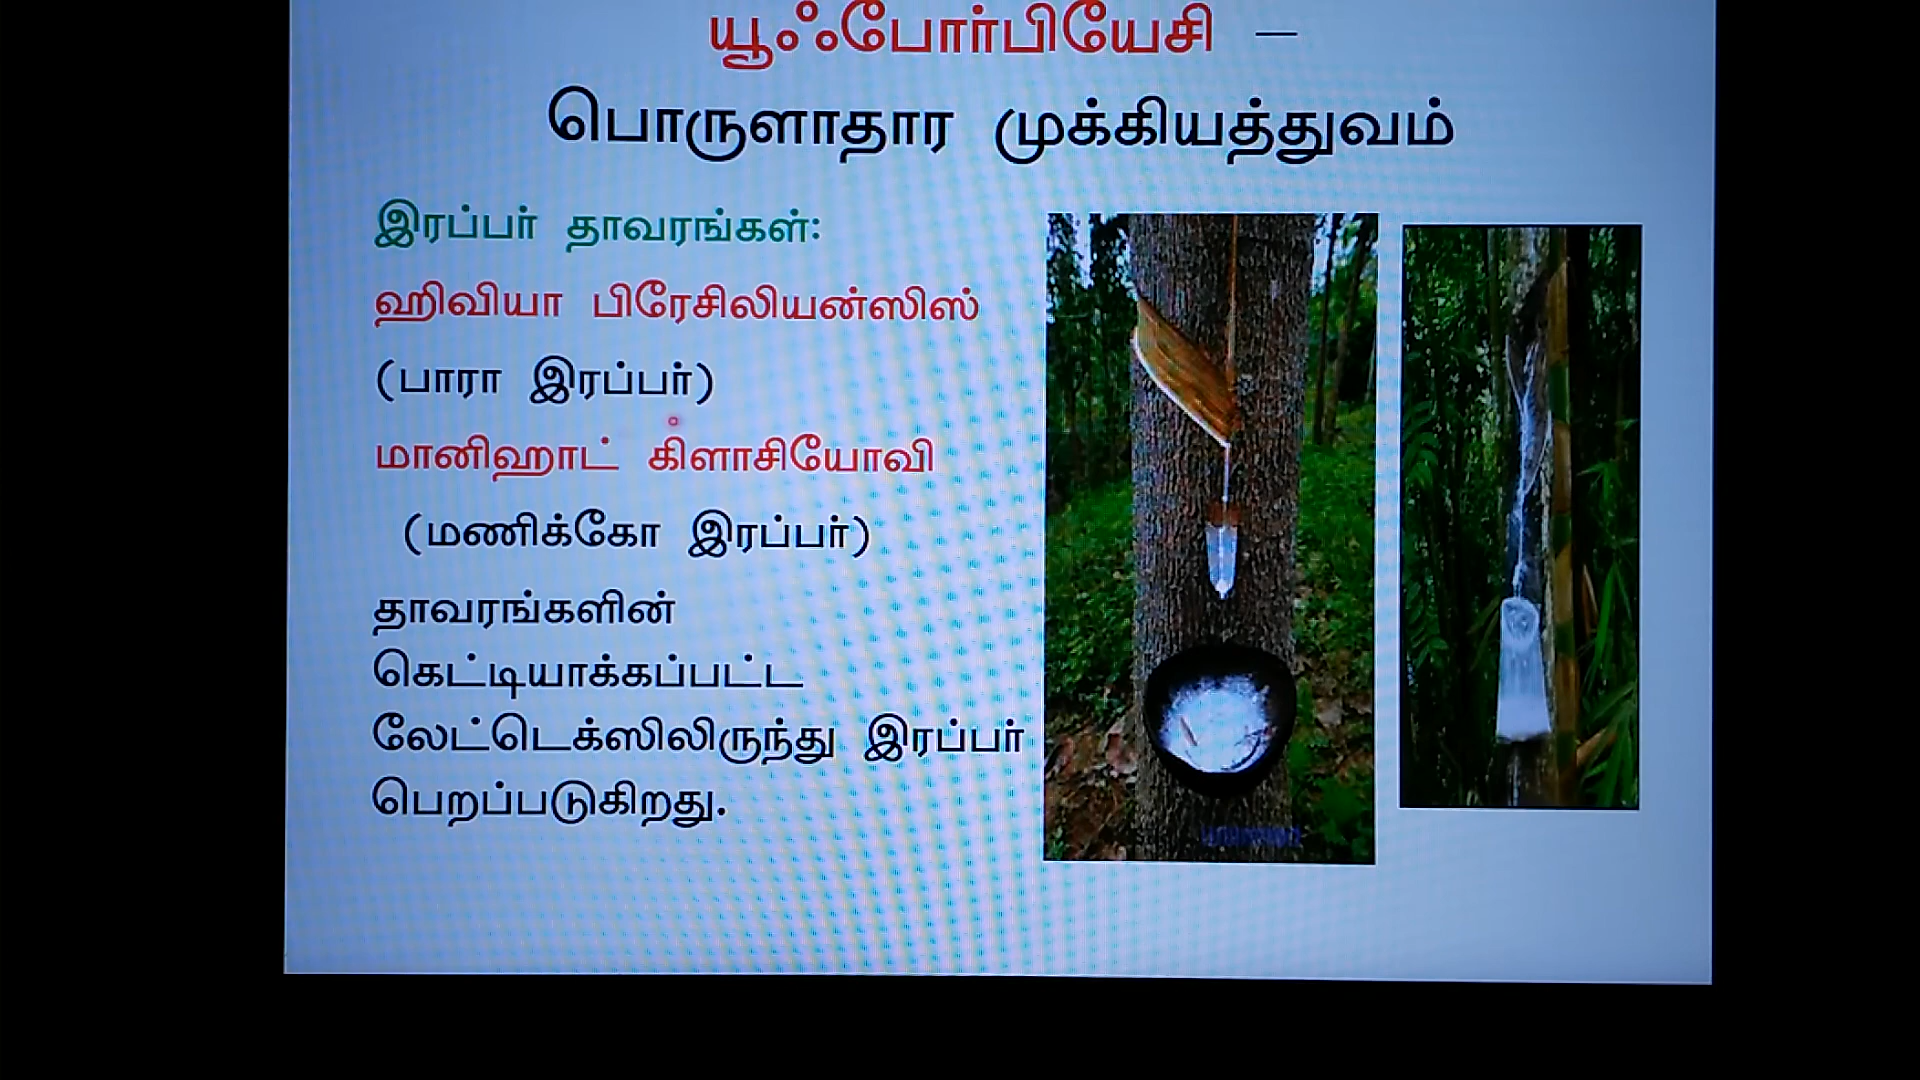 யூஃபோர்பியேசி –
பொருளாதார முக்கியத்துவம்
இரப்பர் தாவரங்கள்:
ஹிவியா பிரேசிலியன்ஸிஸ்
(பாரா இரப்பர்)
மானிஹாட் கிளாசியோவி
(மணிக்கோ இரப்பர்)
தாவரங்களின்
கெட்டியாக்கப்பட்ட
லேட்டெக்ஸிலிருந்து இரப்பர்
பெறப்படுகிறது.